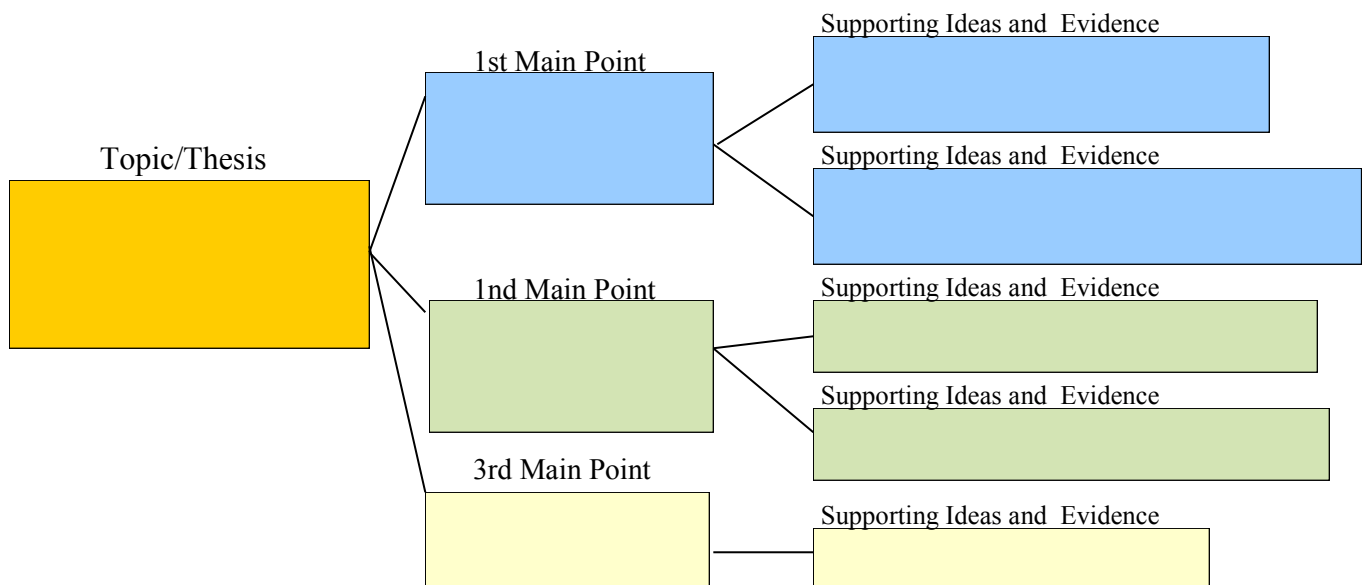 Topic/Thesis
1st Main Point
Supporting Ideas and  Evidence
Supporting Ideas and  Evidence
1nd Main Point
Supporting Ideas and  Evidence
Supporting Ideas and  Evidence
3rd Main Point
Supporting Ideas and  Evidence